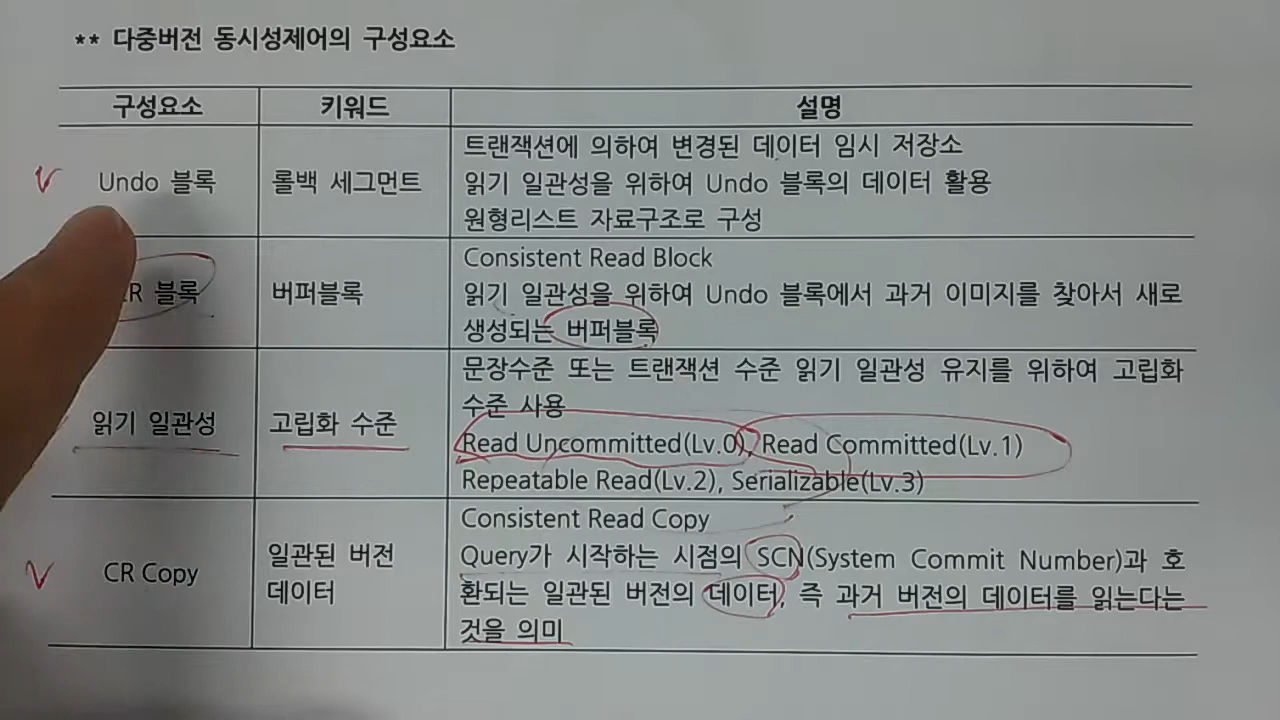 ** 다중버전 동시성제어의 구성요소
구성요소 키워드 설명
트랜잭션에 의하여 변경된 데이터 임시 저장소
Undo 블록 롤백 세그먼트 읽기 일관성을 위하여 Undo 블록의 데이터 활용
원형리스트 자료구조로 구성
Consistent Read Block
블록 버퍼블록 읽기 일관성을 위하여 Undo 블록에서 과거 이미지를 찾아서 새로
생성되는 버퍼블록
문장수준 또는 트랜잭션 수준 읽기 일관성 유지를 위하여 고립화
수준 사용
읽기 일관성 고립화 수준
Read Uncommitted(Lv.0), Read Committed(Lv.1)
Repeatable Read(Lv.2), Serializable(Lv.3)
Consistent Read Copy
일관된 버전 Query가 시작하는 시점의 SCN(System Commit Number)과 호
CR Copy
데이터 환되는 일관된 버전의 데이터, 즉 과거 버전의 데이터를 읽는다는
것을 의미